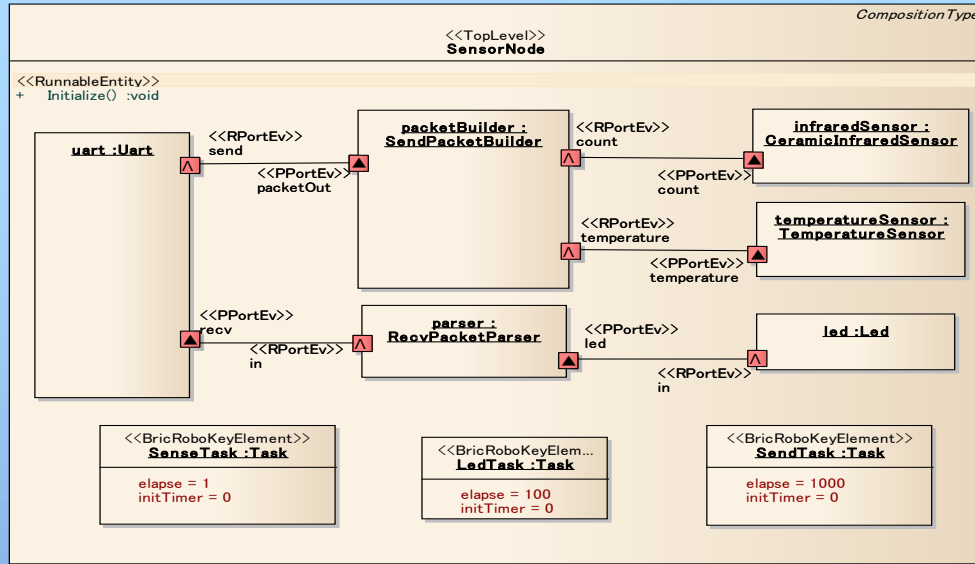 CompositionType
<<TopLevel>>
SensorNode
<<RunnableEntity>>
+ Initialize() :void
uart :Uart
<<RPortEv>>
send
<<PPortEv>>
packetOut
packetBuilder :
SendPacketBuilder
<<RPortEv>>
count
<<PPortEv>>
count
infraredSensor :
CeramicInfraredSensor
<<RPortEv>>
temperature
<<PPortEv>>
temperature
temperatureSensor :
TemperatureSensor
<<PPortEv>>
recv
<<RPortEv>>
in
parser :
RecvPacketParser
<<PPortEv>>
led
<<RPortEv>>
in
led :Led
<<BricRoboKeyElement>>
SenseTask :Task
elapse = 1
initTimer = 0
<<BricRoboKeyElem...
LedTask :Task
elapse = 100
initTimer = 0
<<BricRoboKeyElement>>
SendTask :Task
elapse = 1000
initTimer = 0